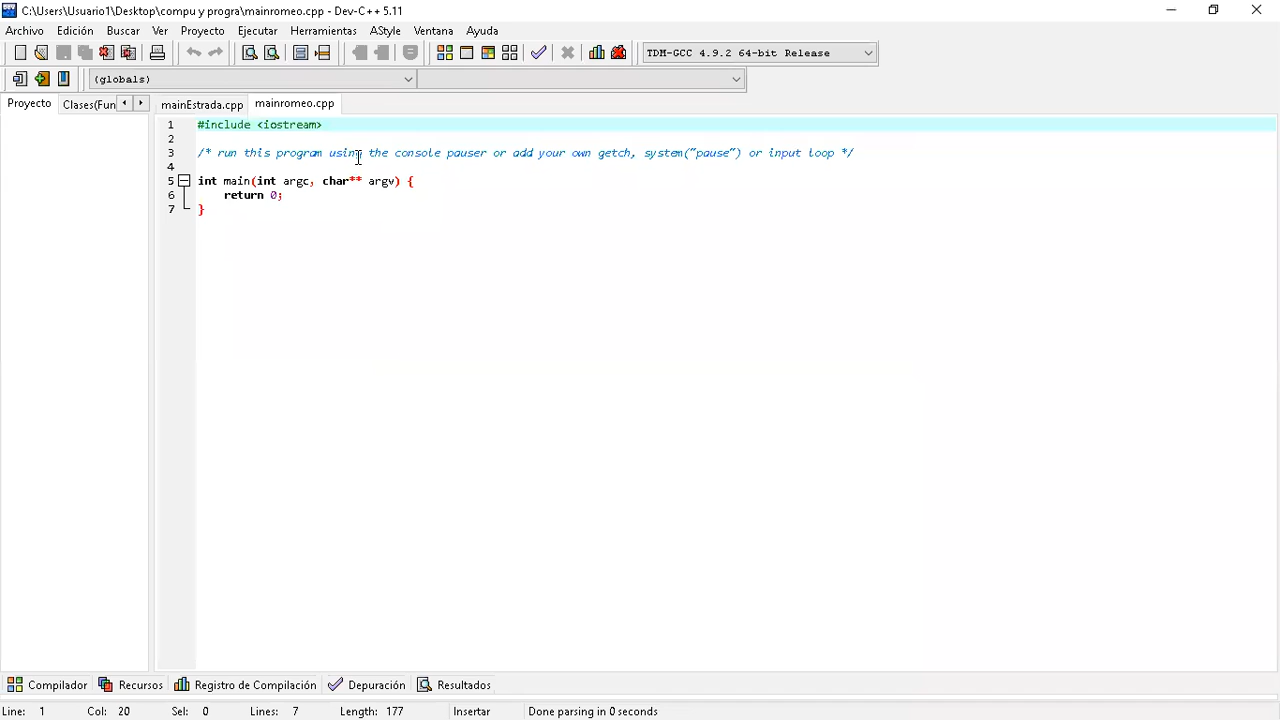 C:\Users\Usuario1\Desktop\compu y progra\mainromeo.cpp - Dev-C++ 5.11
Archivo Edición Buscar Ver Proyecto Ejecutar Herramientas AStyle Ventana Ayuda
TDM-GCC 4.9.2 64-bit Release
(globals)
Proyecto Clases(Fun mainEstrada.cpp mainromeo.cpp
1 #include <iostream>
2
3 /* run this program using the console pauser or add your own getch, system("pause") or input loop */
4
5 int main(int argc, char** argv) {
6 return 0;
7 }
Compilador Recursos Registro de Compilación Depuración Resultados
Line: 1 Col: 20 Sel: 0 Lines: 7 Length: 177 Insertar Done parsing in 0 seconds